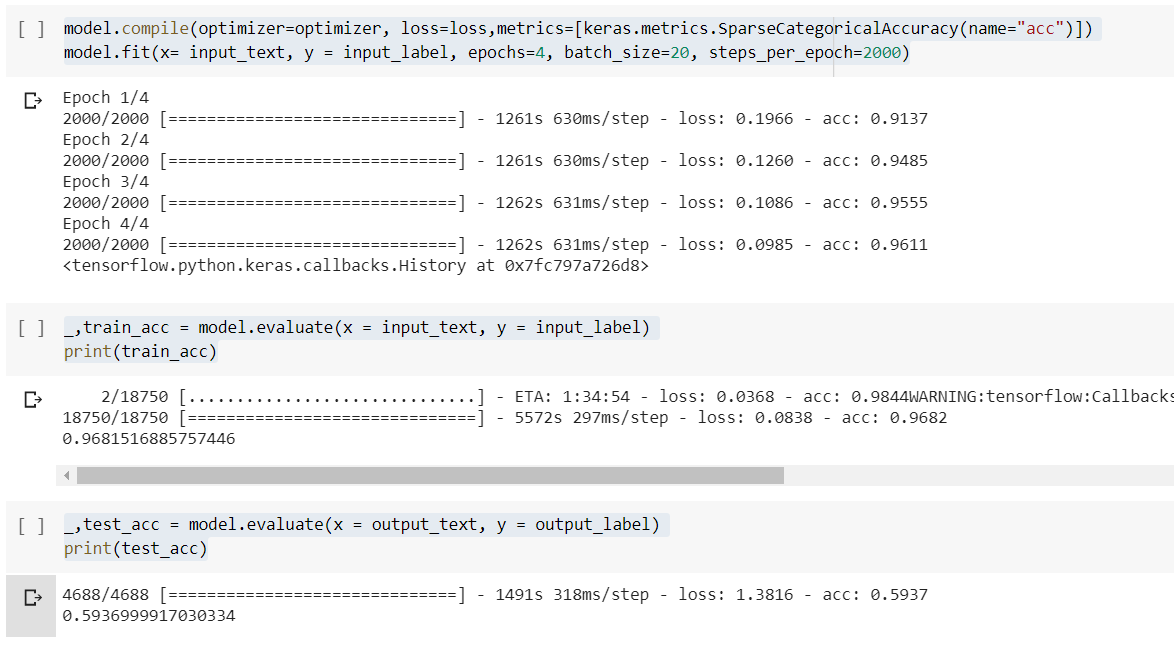 [ ] model.compile(optimizer=optimizer, loss=loss,metrics=[keras.metrics.SparseCategoricalAccuracy(name="acc")])
model.fit(x= input_text, y = input_label, epochs=4, batch_size=20, steps_per_epoch=2000)
Epoch 1/4
2000/2000 [==============================] - 1261s 630ms/step - loss: 0.1966 - acc: 0.9137
Epoch 2/4
2000/2000 [==============================] - 1261s 630ms/step - loss: 0.1260 - acc: 0.9485
Epoch 3/4
2000/2000 [==============================] - 1262s 631ms/step - loss: 0.1086 - acc: 0.9555
Epoch 4/4
2000/2000 [==============================] - 1262s 631ms/step - loss: 0.0985 - acc: 0.9611
<tensorflow.python.keras.callbacks.History at 0x7fc797a726d8>
[ ] _,train_acc = model.evaluate(x = input_text, y = input_label)
print(train_acc)
2/18750 [..............................] - ETA: 1:34:54 - loss: 0.0368 - acc: 0.9844WARNING:tensorflow:Callbacks
18750/18750 [==============================] - 5572s 297ms/step - loss: 0.0838 - acc: 0.9682
0.9681516885757446
[ ] _,test_acc = model.evaluate(x = output_text, y = output_label)
print(test_acc)
4688/4688 [==============================] - 1491s 318ms/step - loss: 1.3816 - acc: 0.5937
0.5936999917030334